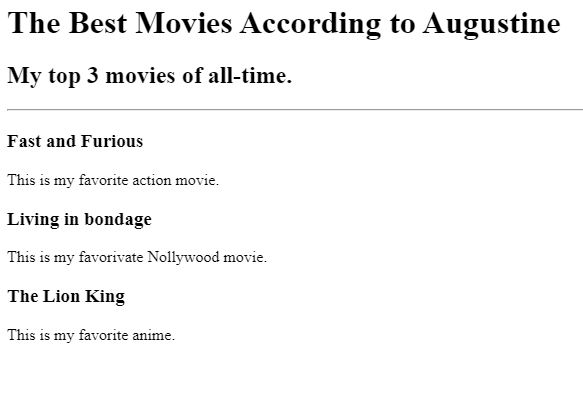 The Best Movies According to Augustine
My top 3 movies of all-time.
Fast and Furious
This is my favorite action movie.
Living in bondage
This is my favorivate Nollywood movie.
The Lion King
This is my favorite anime.